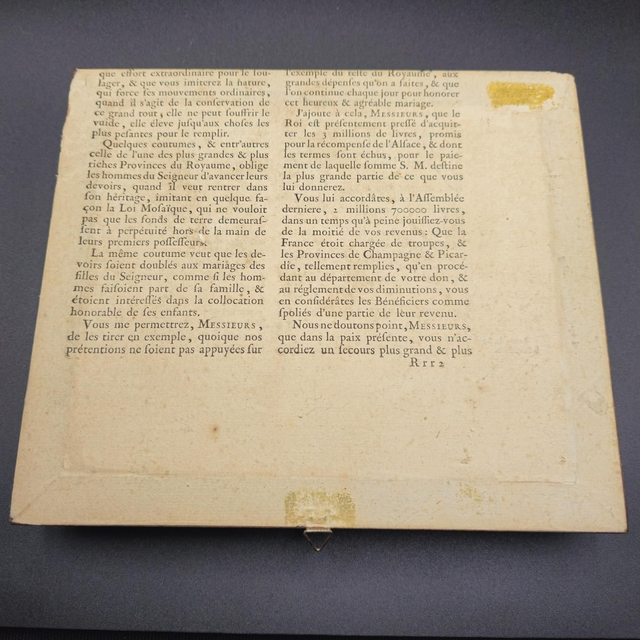 que effort extraordinaire pour le sou-
lager, & que vous imiterez la nature,
qui force ses mouvements ordinaires,
quand il s'agit de la conservation de
ce grand tout; elle ne peut souffrir le
vuide, elle éleve jusqu'aux choses les
plus pesantes pour le remplir.
Quelques coutumes, & entr'autres
celle de l'une des plus grandes & plus
riches Provinces du Royaume, oblige
les hommes du Seigneur d'avancer leurs
devoirs, quand il veut rentrer dans
son héritage, imitant en quelque fa-
çon la Loi Mosaïque, qui ne vouloit
pas que les fonds de terre demeuras-
sent à perpétuité hors de la main de
leurs premiers possesseurs.
La même coutume veut que les de-
voirs soient doublés aux mariages des
filles du Seigneur, comme si les hom-
mes faisoient part de sa famille, &
étoient intéressés dans la collocation
honorable de ses enfants.
Vous me permettrez, MESSIEURS,
de les tirer en exemple, quoique nos
prétentions ne soient pas appuyées sur
l'exemple du reste du Royaume, aux
grandes dépenses qu'on a faites, & que
l'on continue chaque jour pour honorer
cet heureux & agréable mariage.
J'ajoute à cela, MESSIEURS, que le
Roi est présentement pressé d'acquit-
ter les 3 millions de livres, promis
pour la récompense de l'Alsace, & dont
les termes sont échus, pour le paie-
ment de laquelle somme S. M. destine
la plus grande partie de ce que vous
lui donnerez.
Vous lui accordâtes, à l'Assemblée
derniere, 2 millions 700000 livres,
dans un temps qu'à peine jouissiez-vous
de la moitié de vos revenus: Que la
France étoit chargée de troupes, &
les Provinces de Champagne & Picar-
die, tellement remplies, qu'en procé-
dant au département de votre don, &
au réglement de vos diminutions, vous
en considérâtes les Bénéficiers comme
spoliés d'une partie de leur revenu.
Nous ne doutons point, MESSIEURS,
que dans la paix présente, vous n'ac-
cordiez un secours plus grand & plus
Rrr2